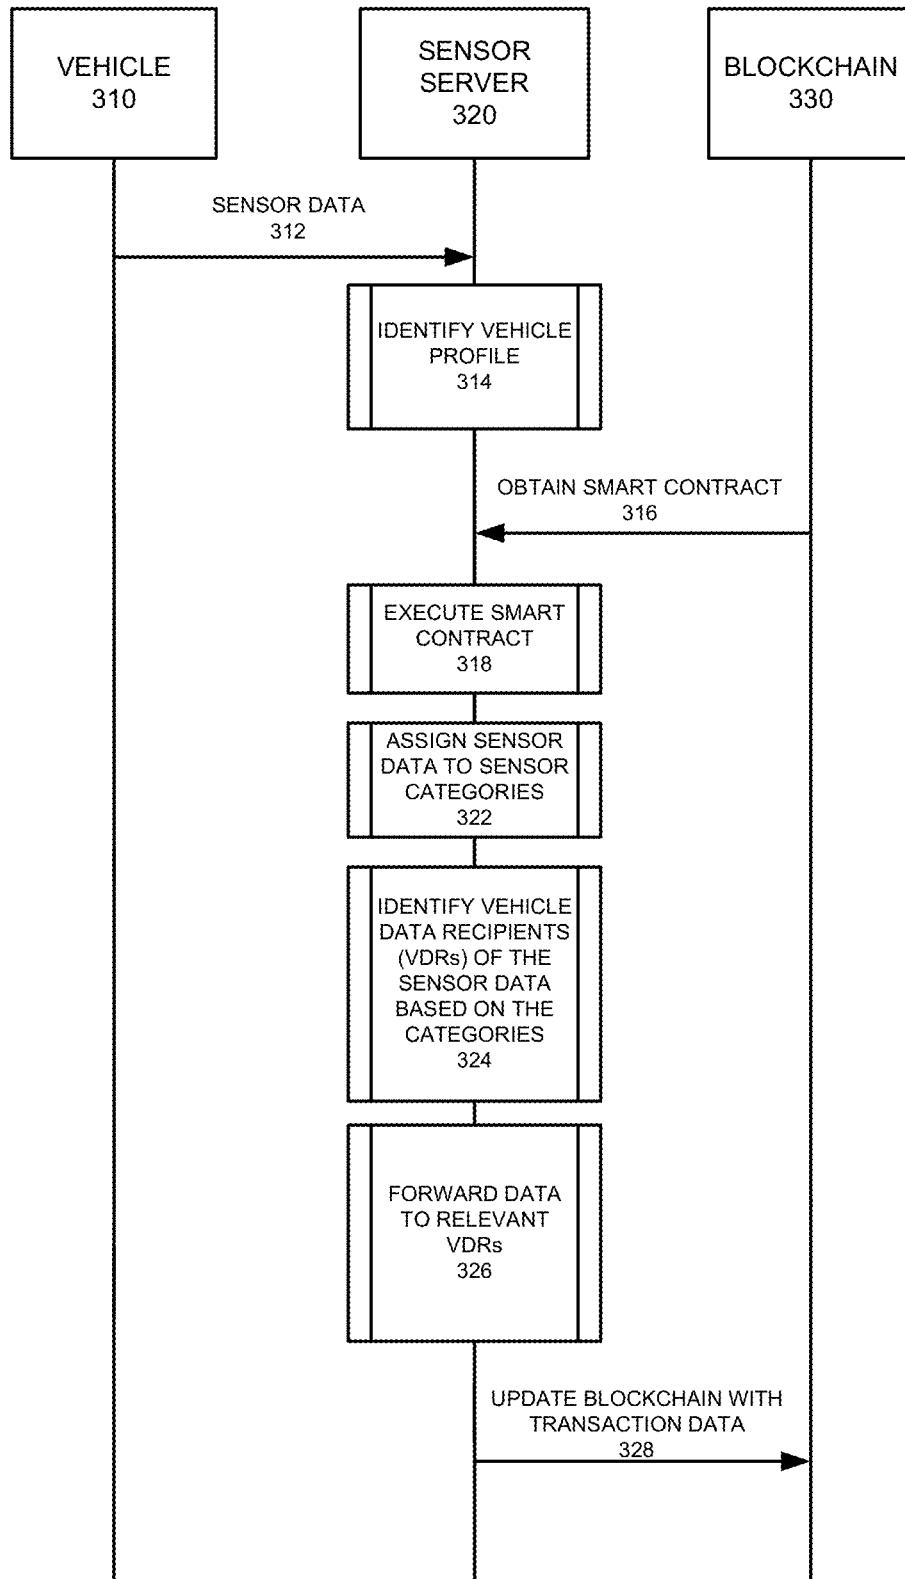 VEHICLE
310
SENSOR
SERVER
320
BLOCKCHAIN
330
SENSOR DATA
312
IDENTIFY VEHICLE
PROFILE
314
OBTAIN SMART CONTRACT
316
EXECUTE SMART
CONTRACT
318
ASSIGN SENSOR
DATA TO SENSOR
CATEGORIES
322
IDENTIFY VEHICLE
DATA RECIPIENTS
(VDRs) OF THE
SENSOR DATA
BASED ON THE
CATEGORIES
324
FORWARD DATA
TO RELEVANT
VDRs
326
UPDATE BLOCKCHAIN WITH
TRANSACTION DATA
328